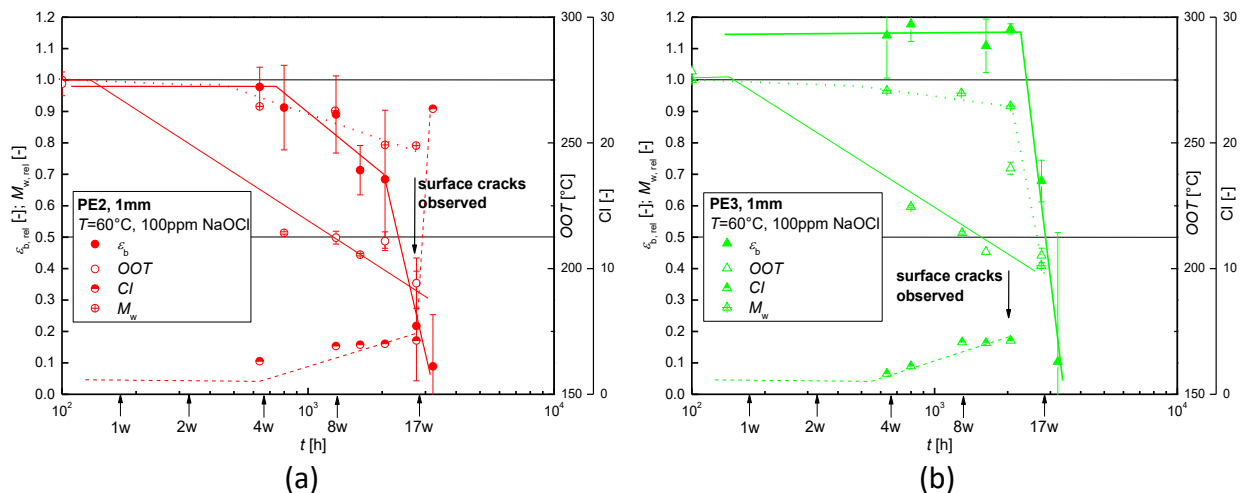 1.2
1.1
1.0
0.9
0.8
0.7
0.6
0.5
0.4
0.3
0.2
0.1
0.0
εb, rel [-]; Mw, rel [-]
300
250
200
150
OOT [°C]
30
20
10
0
CI [-]
PE2, 1mm
T=60°C, 100ppm NaOCl
εb
OOT
CI
Mw
surface cracks
observed
10² 10³ 10⁴
1w 2w 4w 8w 17w
t [h]
(a)
1.2
1.1
1.0
0.9
0.8
0.7
0.6
0.5
0.4
0.3
0.2
0.1
0.0
εb, rel [-]; Mw, rel [-]
300
250
200
150
OOT [°C]
30
20
10
0
CI [-]
PE3, 1mm
T=60°C, 100ppm NaOCl
εb
OOT
CI
Mw
surface cracks
observed
10² 10³ 10⁴
1w 2w 4w 8w 17w
t [h]
(b)